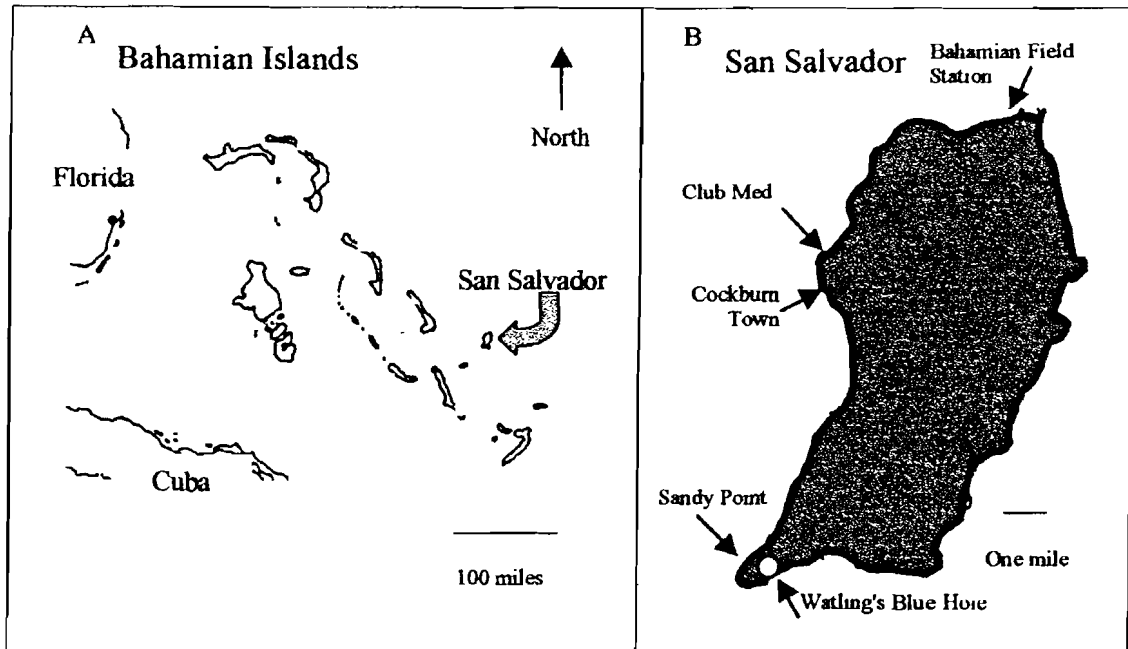 A
Bahamian Islands
North
Florida
San Salvador
Cuba
100 miles
B
San Salvador
Bahamian Field
Station
Club Med
Cockburn
Town
Sandy Point
One mile
Watling's Blue Hole